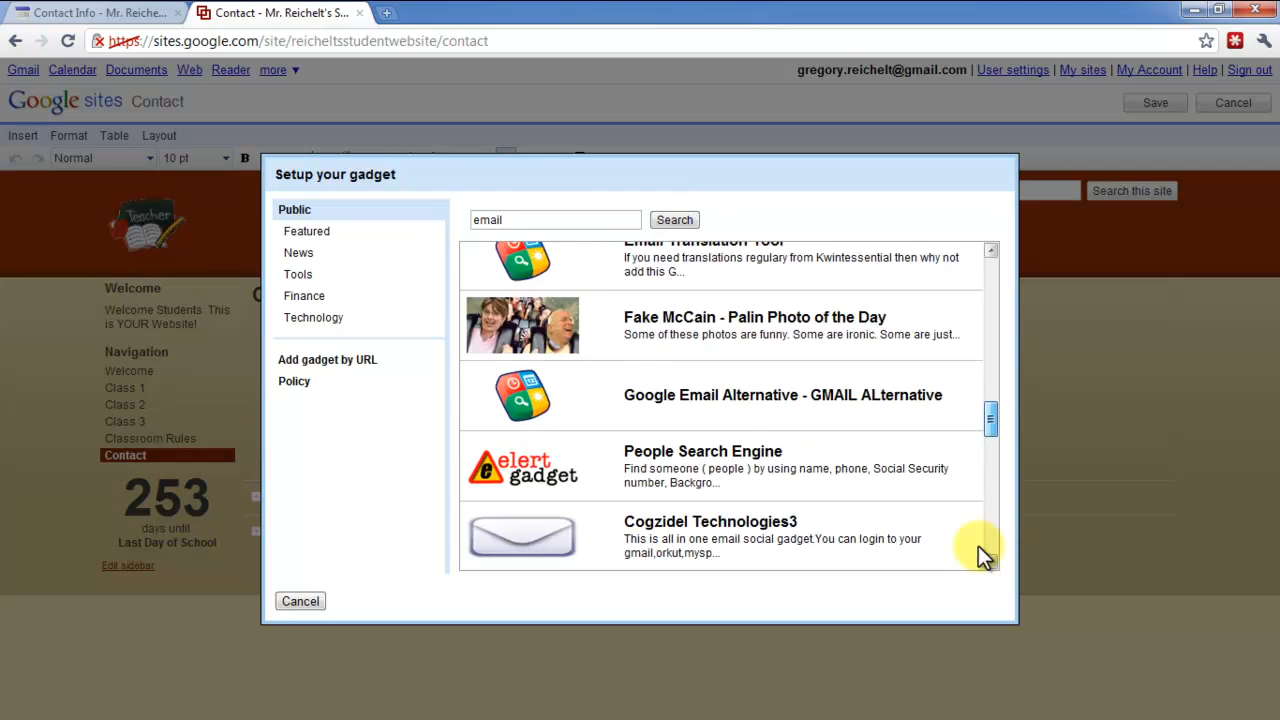 Contact Info - Mr. Reiche...
Contact - Mr. Reichelt's S...
https://sites.google.com/site/reicheltsstudentwebsite/contact
Gmail Calendar Documents Web Reader more ▼
gregory.reichelt@gmail.com | User settings | My sites | My Account | Help | Sign out
Google sites Contact
Save Cancel
Insert Format Table Layout
Normal 10 pt B
Setup your gadget
Teacher
Search this site
Public
Featured
News
Tools
Finance
Technology
Add gadget by URL
Policy
email Search
Email Translation Tool
If you need translations regulary from Kwintessential then why not
add this G...
Fake McCain - Palin Photo of the Day
Some of these photos are funny. Some are ironic. Some are just...
Google Email Alternative - GMAIL ALternative
elert
gadget
People Search Engine
Find someone ( people ) by using name, phone, Social Security
number, Backgro...
Cogzidel Technologies3
This is all in one email social gadget.You can login to your
gmail,orkut,mysp...
Cancel
Welcome
Welcome Students. This
is YOUR Website!
Navigation
Welcome
Class 1
Class 2
Class 3
Classroom Rules
Contact
253
days until
Last Day of School
Edit sidebar